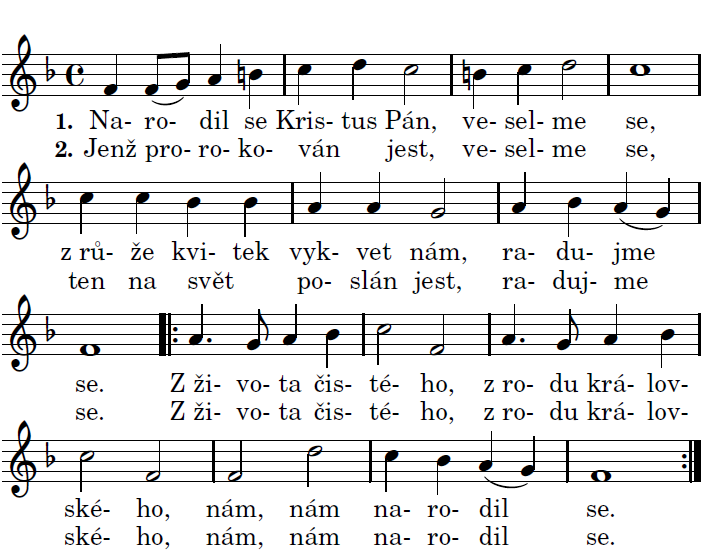 1. Na- ro- dil se Kris- tus Pán, ve- sel- me se,
2. Jenž pro- ro- ko- ván jest, ve- sel- me se,
z rů- že kvi- tek vyk- vet nám, ra- du- jme
ten na svět po- slán jest, ra- duj- me
se. Z ži- vo- ta čis- té- ho, z ro- du krá- lov-
se. Z ži- vo- ta čis- té- ho, z ro- du krá- lov-
ské- ho, nám, nám na- ro- dil se.
ské- ho, nám, nám na- ro- dil se.